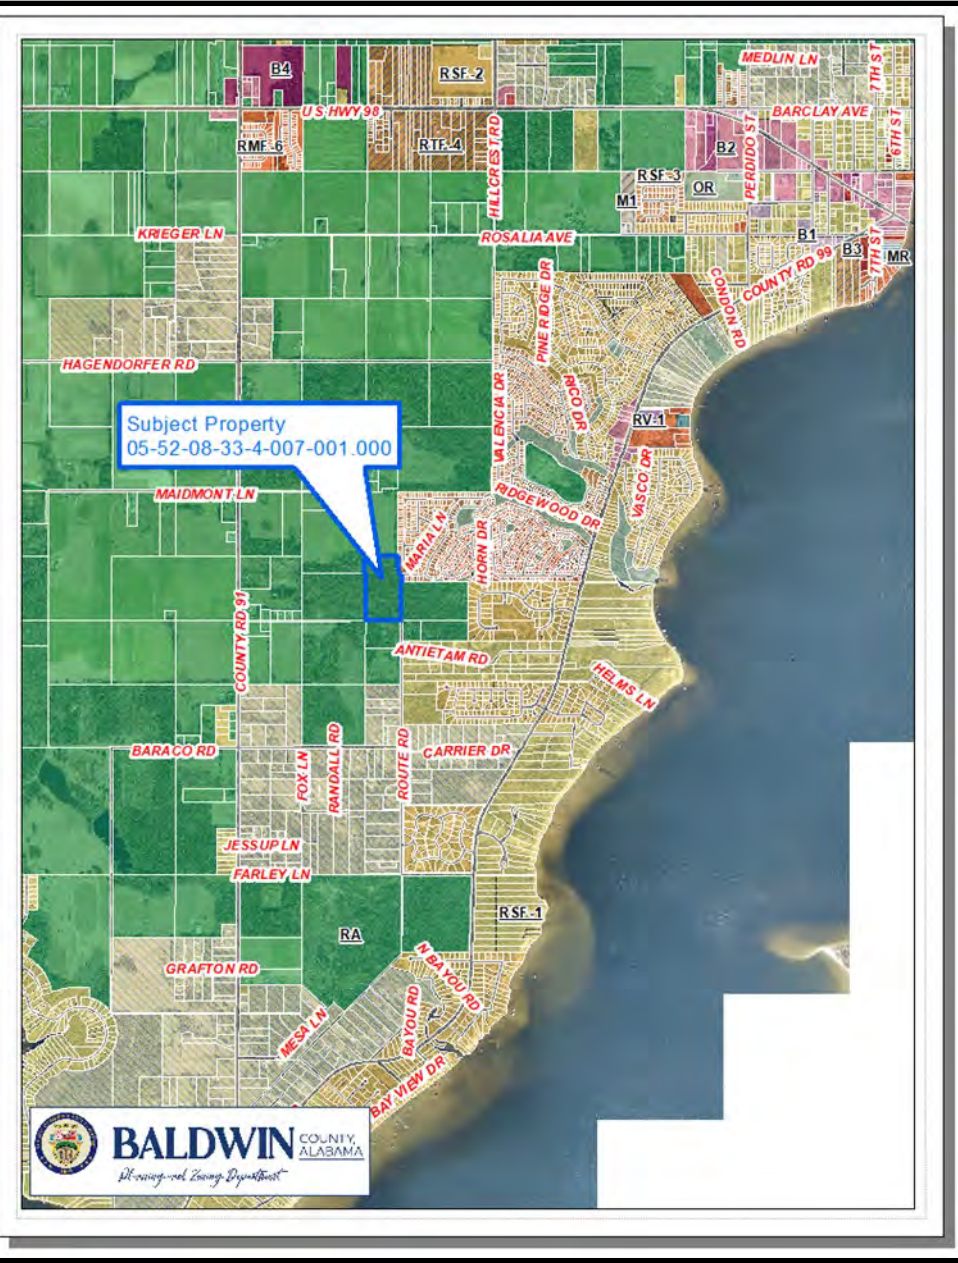 MEDLIN LN
7TH ST
B4
RSF-2
US HWY 98
BARCLAY AVE
6TH ST
RMF-6
RTF-4
HILLCREST RD
B2
PERDIDO ST
RSF-3
OR
M1
KRIEGER LN
ROSALIA AVE
B1
B3
7TH ST
MR
COUNTY RD 99
CONDON RD
PINE RIDGE DR
HAGENDORFER RD
VALENCIA DR
RICO DR
RV-1
Subject Property
05-52-08-33-4-007-001.000
VASCO DR
MAIDMONT LN
RIDGEWOOD DR
MARIA LN
HORN DR
COUNTY RD 91
ANTIETAM RD
HELMS LN
BARACO RD
FOX LN
RANDALL RD
ROUTE RD
CARRIER DR
JESSUP LN
FARLEY LN
RSF-1
RA
GRAFTON RD
N BAYOU RD
MESA LN
BAYOU RD
BAY VIEW DR
BALDWIN COUNTY, ALABAMA
Planning and Zoning Department